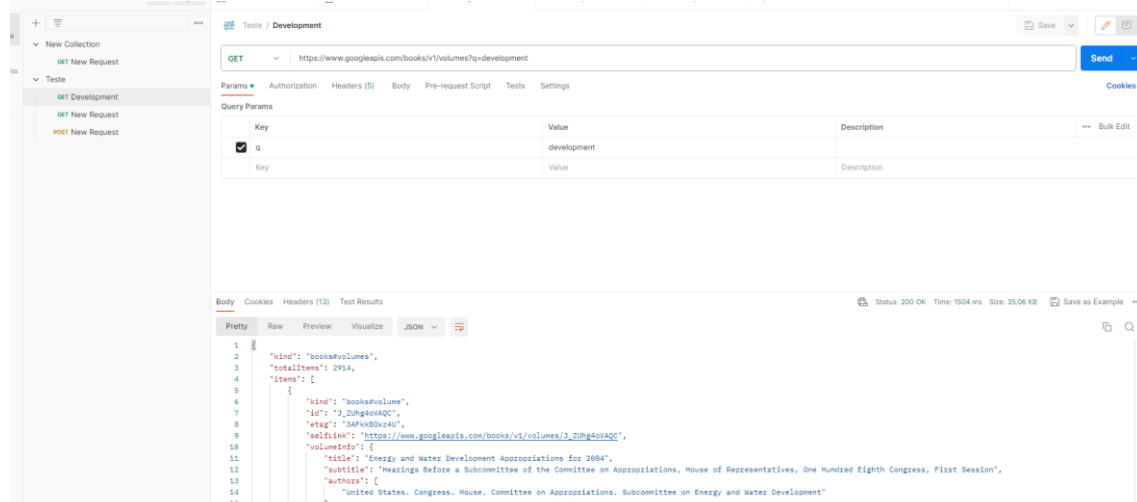 Teste / Development
Save
New Collection
GET New Request
GET https://www.googleapis.com/books/v1/volumes?q=development
Send
Teste
Params Authorization Headers (5) Body Pre-request Script Tests Settings
Cookies
GET Development
Query Params
GET New Request
POST New Request
Key Value Description ••• Bulk Edit
q development
Key Value Description
Body Cookies Headers (13) Test Results
Status: 200 OK Time: 1504 ms Size: 35.06 KB Save as Example
Pretty Raw Preview Visualize JSON
1 {
2 "kind": "books#volumes",
3 "totalItems": 2914,
4 "items": [
5 {
6 "kind": "books#volume",
7 "id": "J_ZUhg4oVAQC",
8 "etag": "3AFkkBOxz4U",
9 "selfLink": "https://www.googleapis.com/books/v1/volumes/J_ZUhg4oVAQC",
10 "volumeInfo": {
11 "title": "Energy and Water Development Appropriations for 2004",
12 "subtitle": "Hearings Before a Subcommittee of the Committee on Appropriations, House of Representatives, One Hundred Eighth Congress, First Session",
13 "authors": [
14 "United States. Congress. House. Committee on Appropriations. Subcommittee on Energy and Water Development"